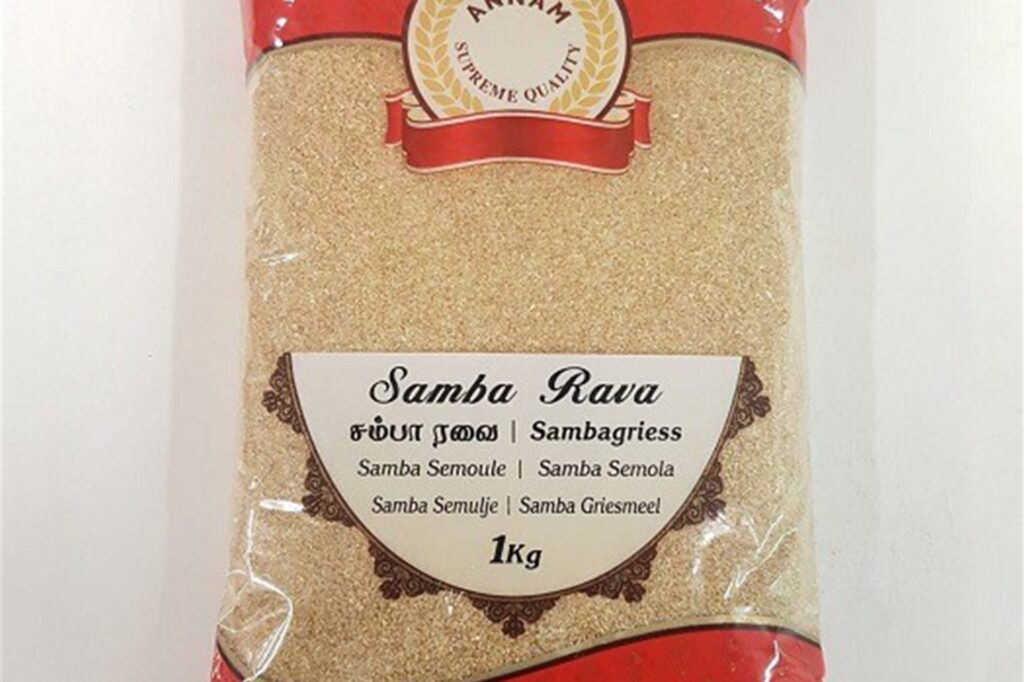 ANNAM
SUPREME QUALITY
Samba Rava
சம்பா ரவை | Sambagriess
Samba Semoule | Samba Semola
Samba Semulje | Samba Griesmeel
1Kg